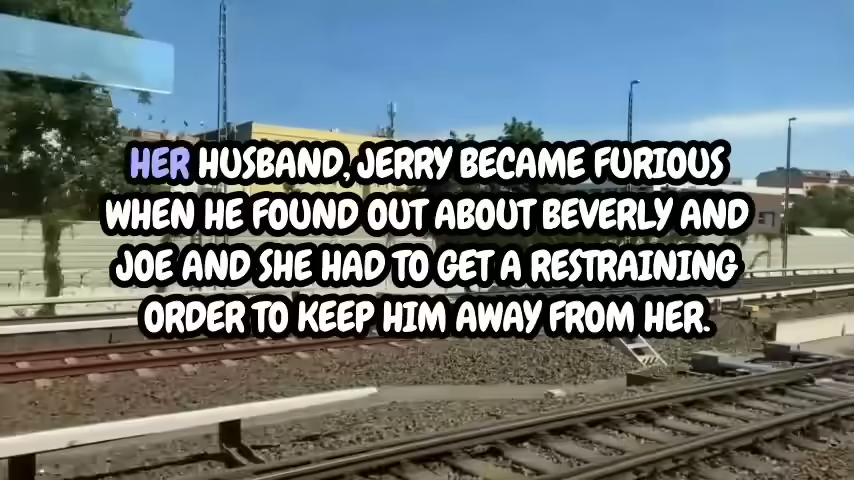 HER HUSBAND, JERRY BECAME FURIOUS
WHEN HE FOUND OUT ABOUT BEVERLY AND
JOE AND SHE HAD TO GET A RESTRAINING
ORDER TO KEEP HIM AWAY FROM HER.